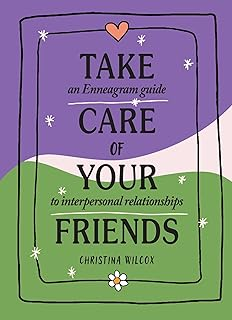 TAKE
an Enneagram guide
CARE
OF
YOUR
to interpersonal relationships
FRIENDS
CHRISTINA WILCOX